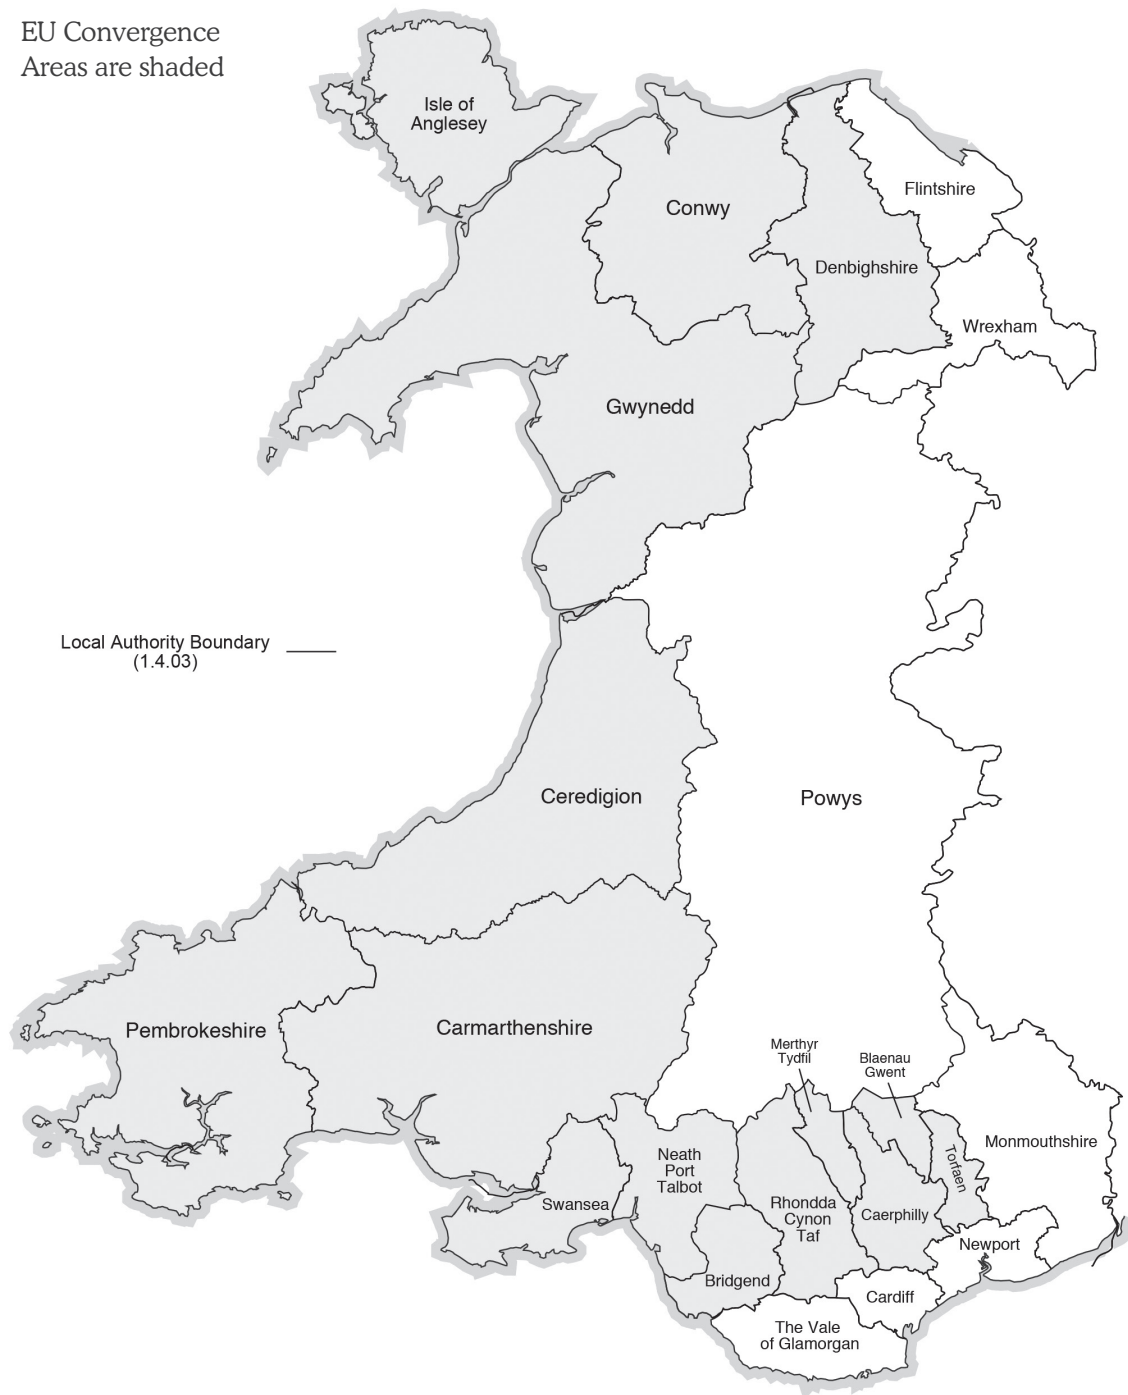 EU Convergence
Areas are shaded
Isle of
Anglesey
Flintshire
Conwy
Denbighshire
Wrexham
Gwynedd
Local Authority Boundary
(1.4.03)
Ceredigion
Powys
Pembrokeshire
Carmarthenshire
Merthyr
Tydfil
Blaenau
Gwent
Monmouthshire
Neath
Port
Talbot
Torfaen
Swansea
Rhondda
Cynon
Taf
Caerphilly
Newport
Bridgend
Cardiff
The Vale
of Glamorgan